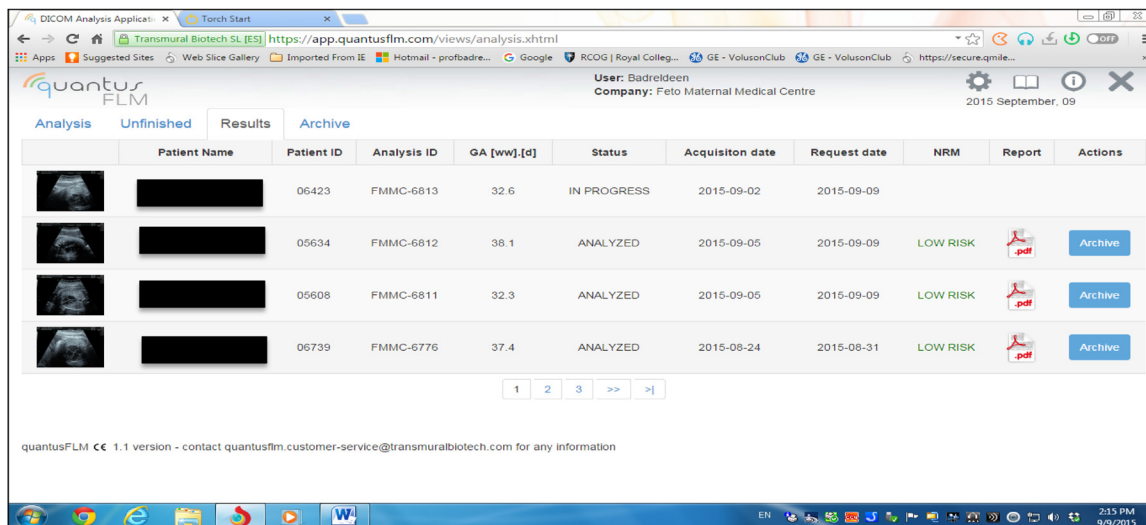 DICOM Analysis Applicati
Torch Start
Transmural Biotech SL [ES] https://app.quantusflm.com/views/analysis.xhtml
OFF
Apps Suggested Sites Web Slice Gallery Imported From IE Hotmail - profbadre... Google RCOG | Royal Colleg... GE - VolusonClub GE - VolusonClub https://secure.qmile...
quantus
FLM
User: Badreldeen
Company: Feto Maternal Medical Centre
2015 September, 09
Analysis Unfinished Results Archive
Patient Name Patient ID Analysis ID GA [ww].[d] Status Acquisiton date Request date NRM Report Actions
06423 FMMC-6813 32.6 IN PROGRESS 2015-09-02 2015-09-09
05634 FMMC-6812 38.1 ANALYZED 2015-09-05 2015-09-09 LOW RISK .pdf Archive
05608 FMMC-6811 32.3 ANALYZED 2015-09-05 2015-09-09 LOW RISK .pdf Archive
06739 FMMC-6776 37.4 ANALYZED 2015-08-24 2015-08-31 LOW RISK .pdf Archive
1 2 3 >> >|
quantusFLM CE 1.1 version - contact quantusflm.customer-service@transmuralbiotech.com for any information
EN
2:15 PM
9/9/2015